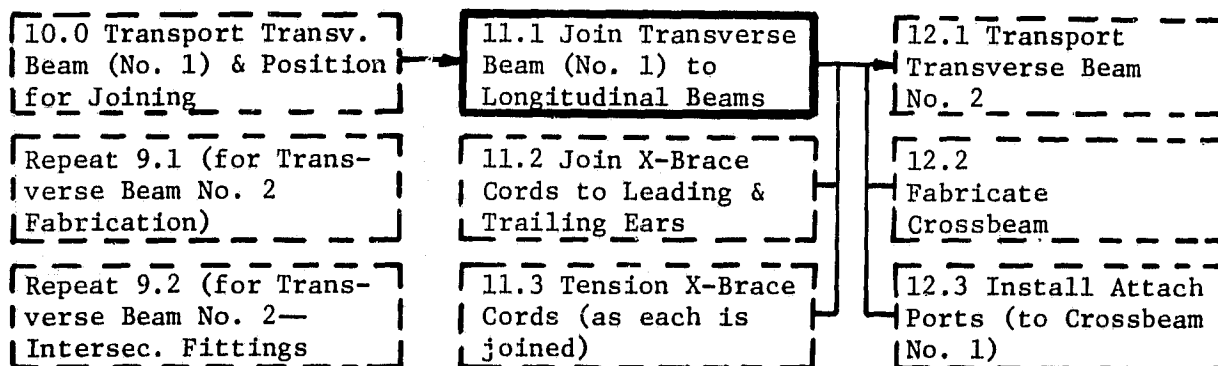 10.0 Transport Transv.
Beam (No. 1) & Position
for Joining
11.1 Join Transverse
Beam (No. 1) to
Longitudinal Beams
12.1 Transport
Transverse Beam
No. 2
Repeat 9.1 (for Trans-
verse Beam No. 2
Fabrication)
11.2 Join X-Brace
Cords to Leading &
Trailing Ears
12.2
Fabricate
Crossbeam
Repeat 9.2 (for Trans-
verse Beam No. 2—
Intersec. Fittings
11.3 Tension X-Brace
Cords (as each is
joined)
12.3 Install Attach
Ports (to Crossbeam
No. 1)